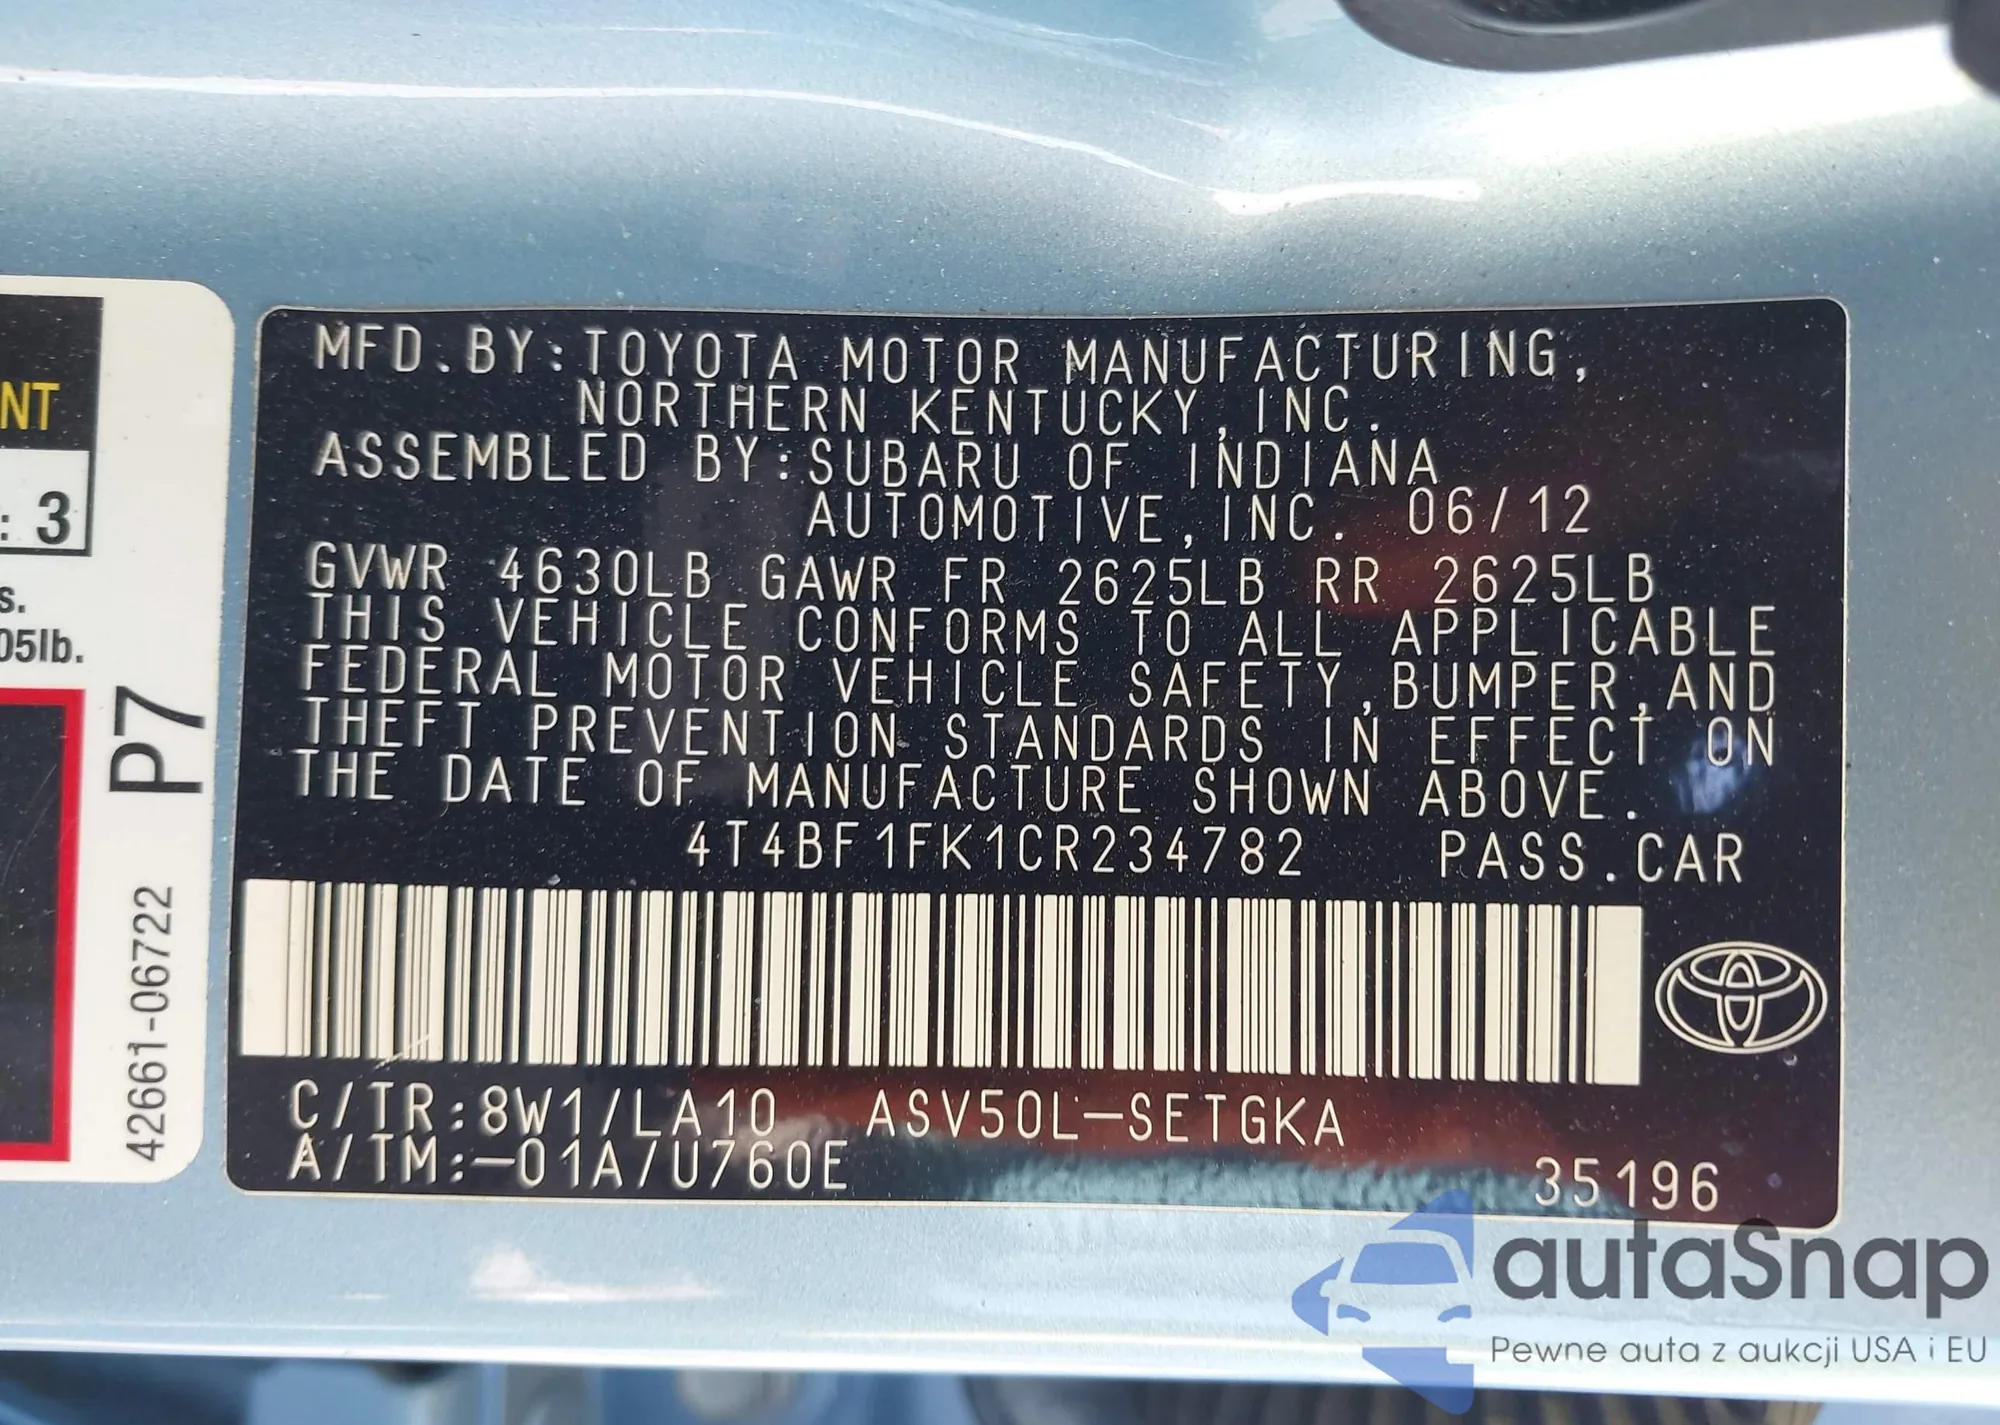 NT
: 3
s.
05lb.
P7
42661-06722
MFD.BY:TOYOTA MOTOR MANUFACTURING,
NORTHERN KENTUCKY,INC.
ASSEMBLED BY:SUBARU OF INDIANA
AUTOMOTIVE,INC. 06/12
GVWR 4630LB GAWR FR 2625LB RR 2625LB
THIS VEHICLE CONFORMS TO ALL APPLICABLE
FEDERAL MOTOR VEHICLE SAFETY,BUMPER,AND
THEFT PREVENTION STANDARDS IN EFFECT ON
THE DATE OF MANUFACTURE SHOWN ABOVE.
4T4BF1FK1CR234782 PASS.CAR
C/TR:8W1/LA10 ASV50L-SETGKA
A/TM:-01A/U760E
35196
autaSnap
Pewne auta z aukcji USA i EU